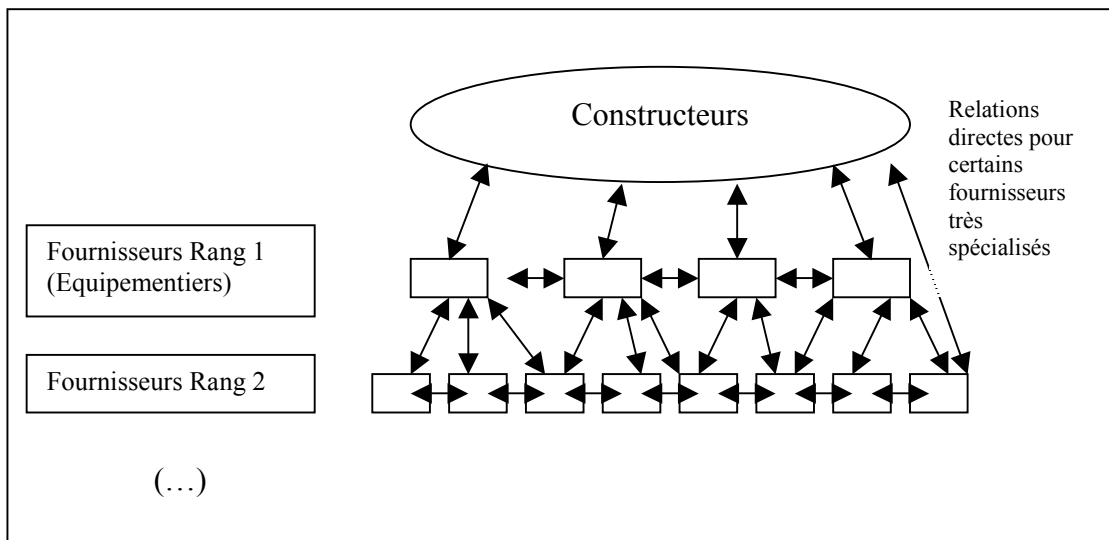 Constructeurs
Relations
directes pour
certains
fournisseurs
très
spécialisés
Fournisseurs Rang 1
(Equipementiers)
Fournisseurs Rang 2
(…)